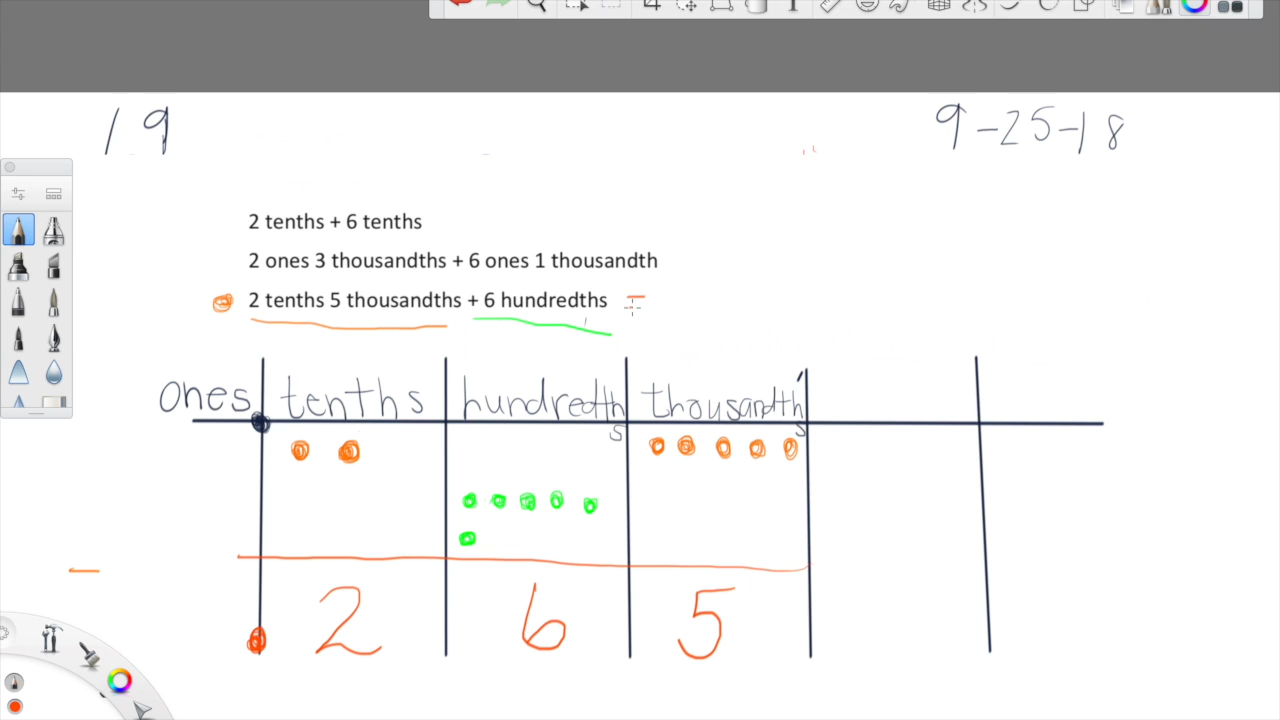 19 9-25-18
2 tenths + 6 tenths
2 ones 3 thousandths + 6 ones 1 thousandth
2 tenths 5 thousandths + 6 hundredths
ones tenths hundredths thousandths
. 2 6 5